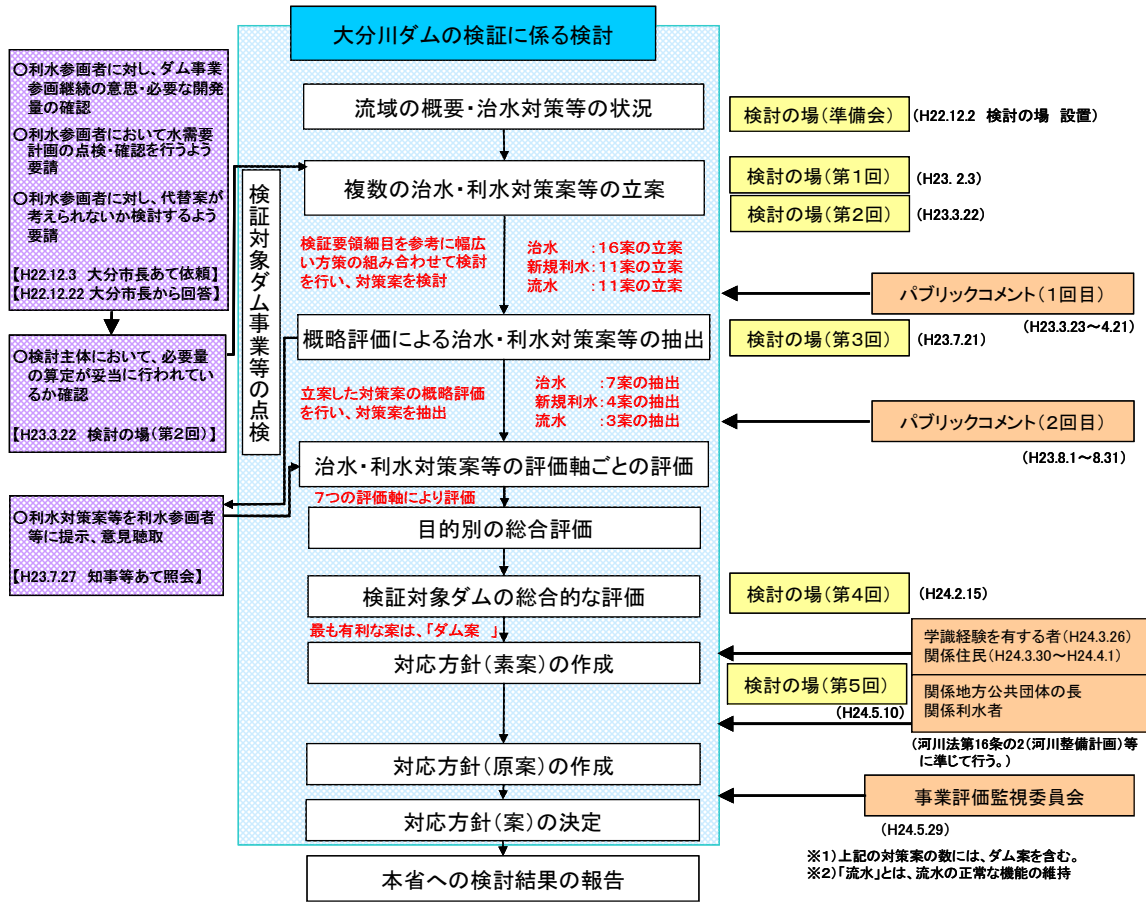 大分川ダムの検証に係る検討
○利水参画者に対し、ダム事業
参画継続の意思・必要な開発
量の確認
○利水参画者において水需要
計画の点検・確認を行うよう
要請
○利水参画者に対し、代替案が
考えられないか検討するよう
要請
【H22.12.3 大分市長あて依頼】
【H22.12.22 大分市長から回答】
○検討主体において、必要量
の算定が妥当に行われてい
るか確認
【H23.3.22 検討の場(第2回)】
○利水対策案等を利水参画者
等に提示、意見聴取
【H23.7.27 知事等あて照会】
検証対象ダム事業等の点検
流域の概要・治水対策等の状況
複数の治水・利水対策案等の立案
検証要領細目を参考に幅広
い方策の組み合わせて検討
を行い、対策案を検討
治水 :16案の立案
新規利水:11案の立案
流水 :11案の立案
概略評価による治水・利水対策案等の抽出
立案した対策案の概略評価
を行い、対策案を抽出
治水 :7案の抽出
新規利水:4案の抽出
流水 :3案の抽出
治水・利水対策案等の評価軸ごとの評価
7つの評価軸により評価
目的別の総合評価
検証対象ダムの総合的な評価
最も有利な案は、「ダム案 」
対応方針(素案)の作成
対応方針(原案)の作成
対応方針(案)の決定
本省への検討結果の報告
検討の場(準備会)
(H22.12.2 検討の場 設置)
検討の場(第1回)
(H23. 2.3)
検討の場(第2回)
(H23.3.22)
パブリックコメント(1回目)
(H23.3.23~4.21)
検討の場(第3回)
(H23.7.21)
パブリックコメント(2回目)
(H23.8.1~8.31)
検討の場(第4回)
(H24.2.15)
学識経験を有する者(H24.3.26)
関係住民(H24.3.30~H24.4.1)
検討の場(第5回)
(H24.5.10)
関係地方公共団体の長
関係利水者
(河川法第16条の2(河川整備計画)等
に準じて行う。)
事業評価監視委員会
(H24.5.29)
※1)上記の対策案の数には、ダム案を含む。
※2)「流水」とは、流水の正常な機能の維持